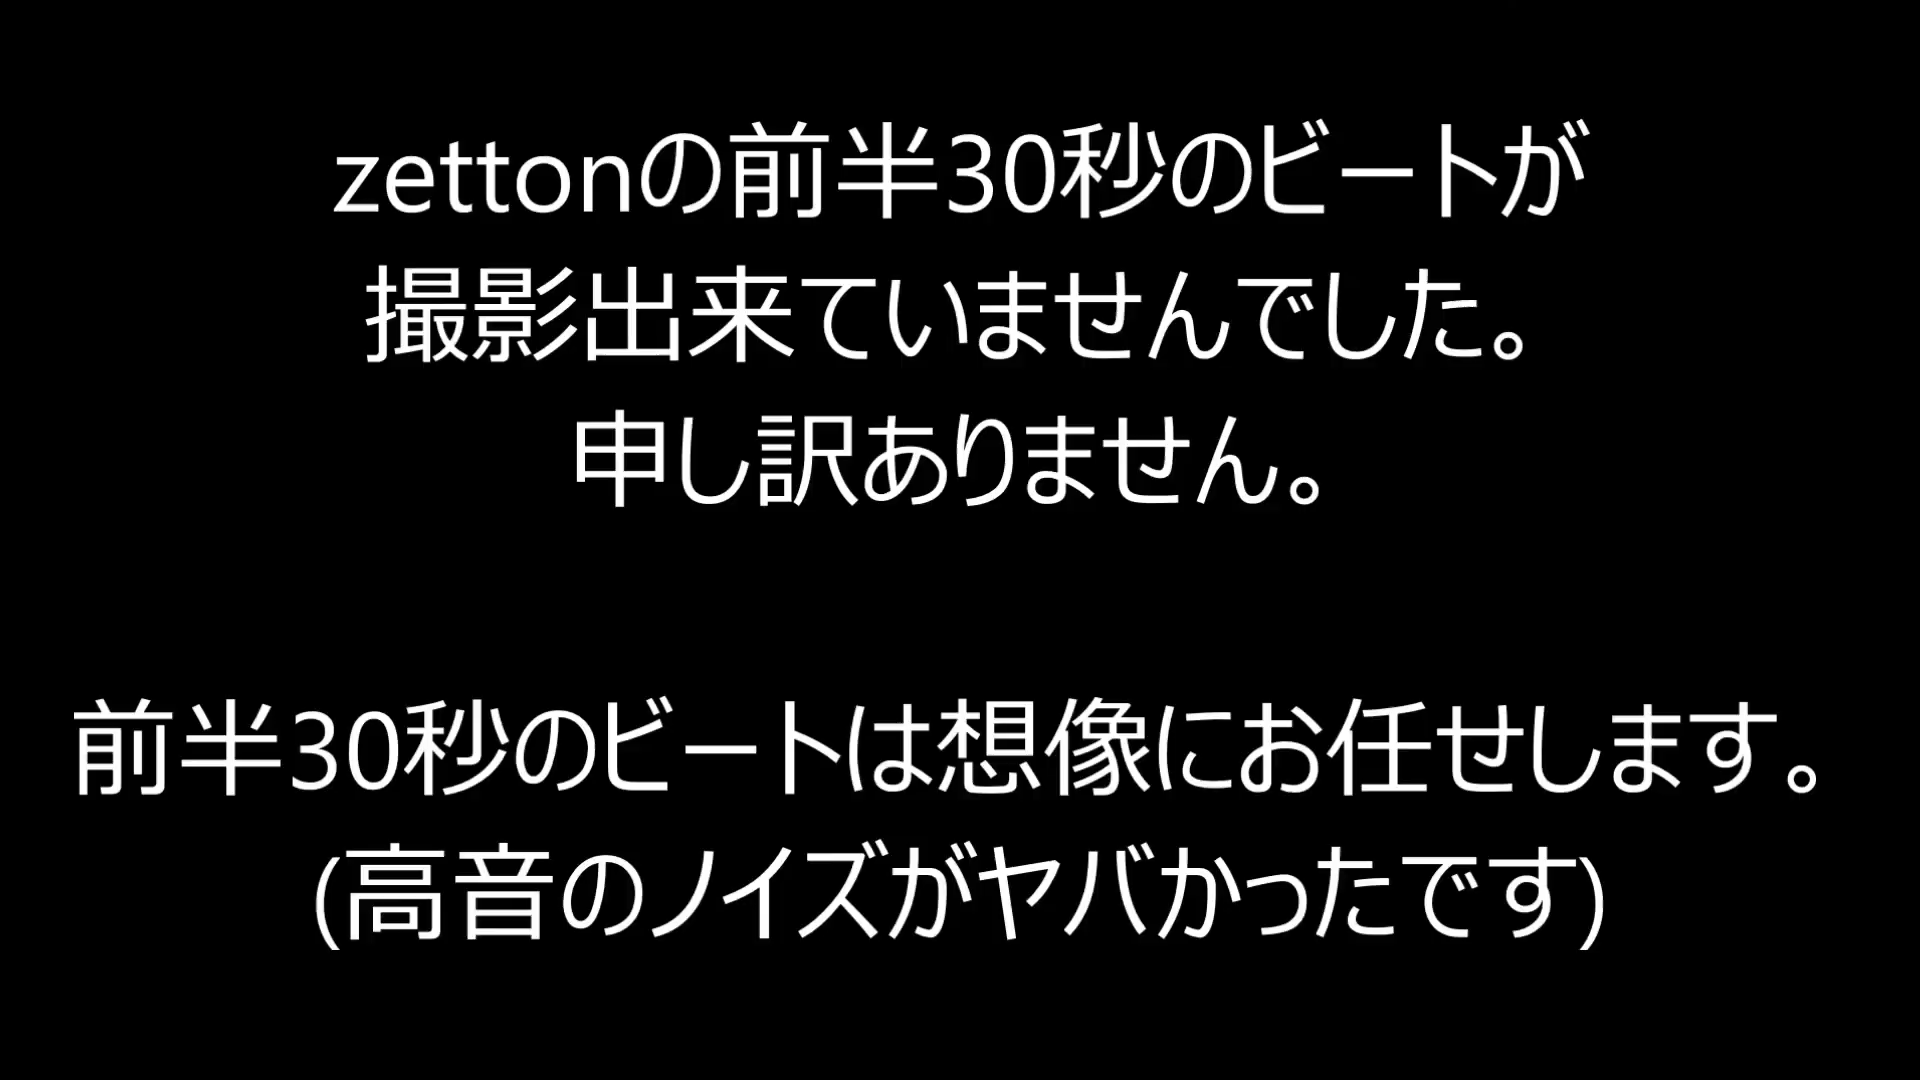 zettonの前半30秒のビートが
撮影出来ていませんでした。
申し訳ありません。
前半30秒のビートは想像にお任せします。
(高音のノイズがヤバかったです)